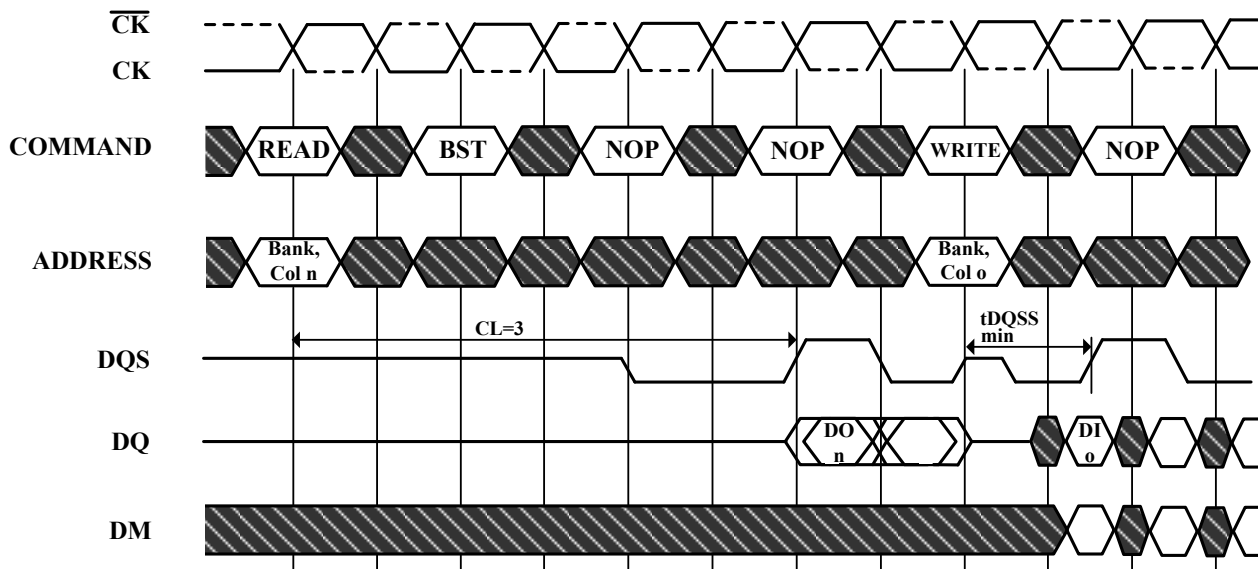 CK
CK
COMMAND
READ
BST
NOP
NOP
WRITE
NOP
ADDRESS
Bank,
Col n
Bank,
Col o
CL=3
tDQSS
min
DQS
DQ
DO
n
DI
o
DM